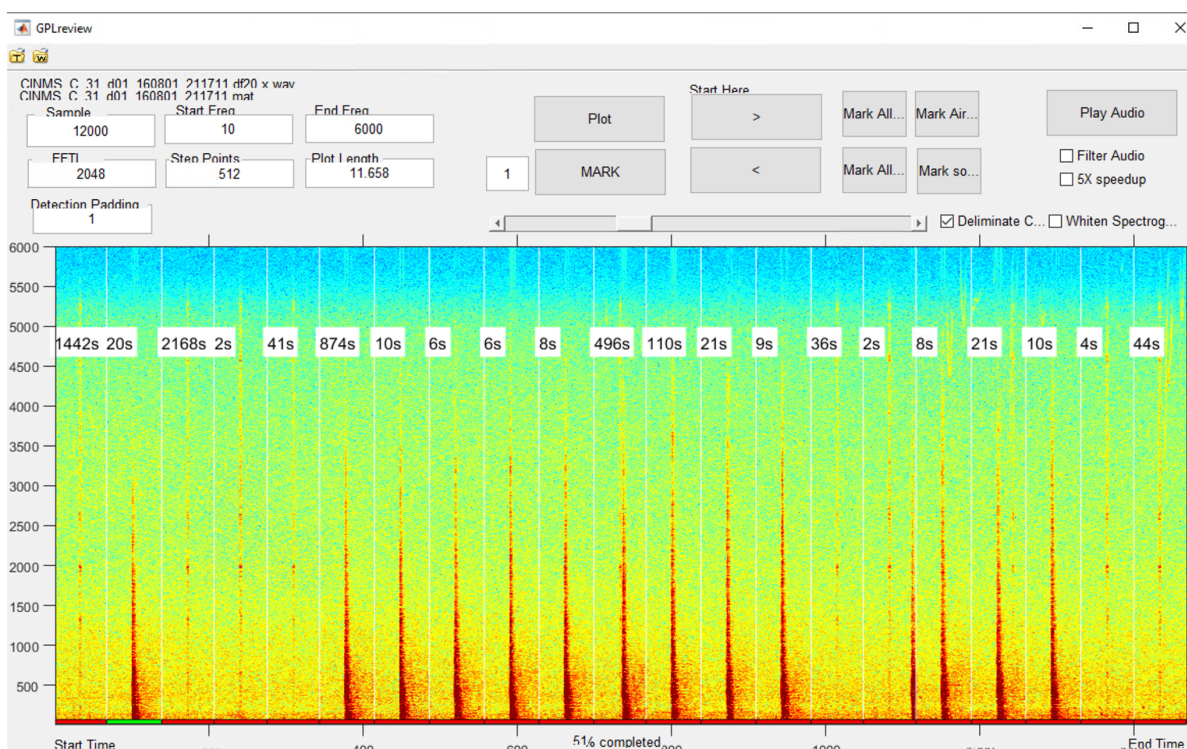 GPLreview
CINMS_C_31_d01_160801_211711.df20.x.wav
CINMS_C_31_d01_160801_211711.mat
Start Here
Sample Start Freq End Freq
12000 10 6000
Plot > Mark All... Mark Air... Play Audio
FFTL Step Points Plot Length
2048 512 11.658
1 MARK < Mark All... Mark so...
Filter Audio
5X speedup
Detection Padding
1
Deliminate C... Whiten Spectrog...
6000
5500
5000
1442s 20s 2168s 2s 41s 874s 10s 6s 6s 8s 496s 110s 21s 9s 36s 2s 8s 21s 10s 4s 44s
4500
4000
3500
3000
2500
2000
1500
1000
500
Start Time 400 600 51% completed 800 1000 End Time